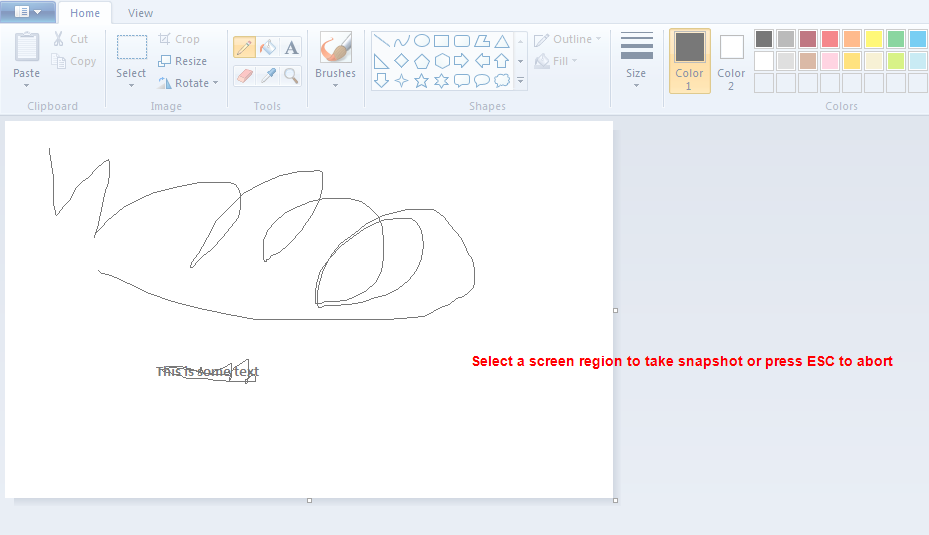 Home View
Cut
Copy
Paste
Clipboard
Select
Crop
Resize
Rotate
Image
Tools
Brushes
Shapes
Outline
Fill
Size
Color 1
Color 2
Colors
Select a screen region to take snapshot or press ESC to abort
This is some text